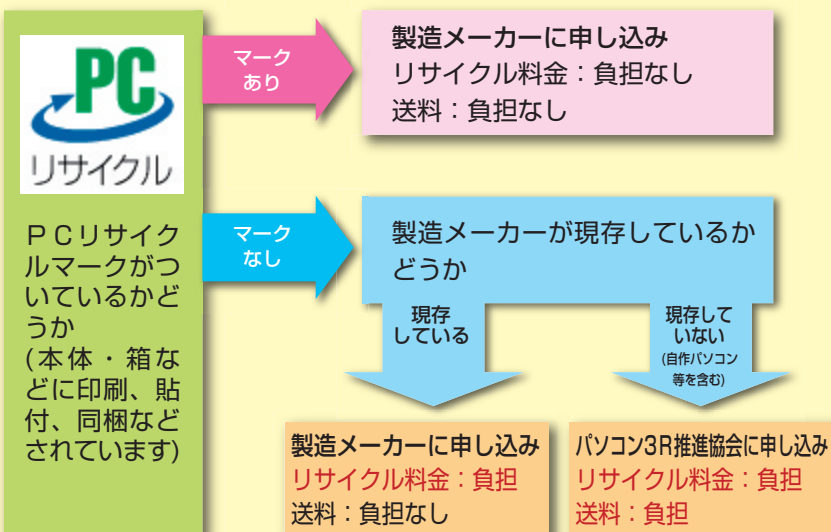 PC
リサイクル
ＰＣリサイク
ルマークがつ
いているかど
うか
(本体・箱な
どに印刷、貼
付、同梱など
されています)
マーク
あり
製造メーカーに申し込み
リサイクル料金：負担なし
送料：負担なし
マーク
なし
製造メーカーが現存しているか
どうか
現存
している
現存して
いない
(自作パソコン
等を含む)
製造メーカーに申し込み
リサイクル料金：負担
送料：負担なし
パソコン3R推進協会に申し込み
リサイクル料金：負担
送料：負担